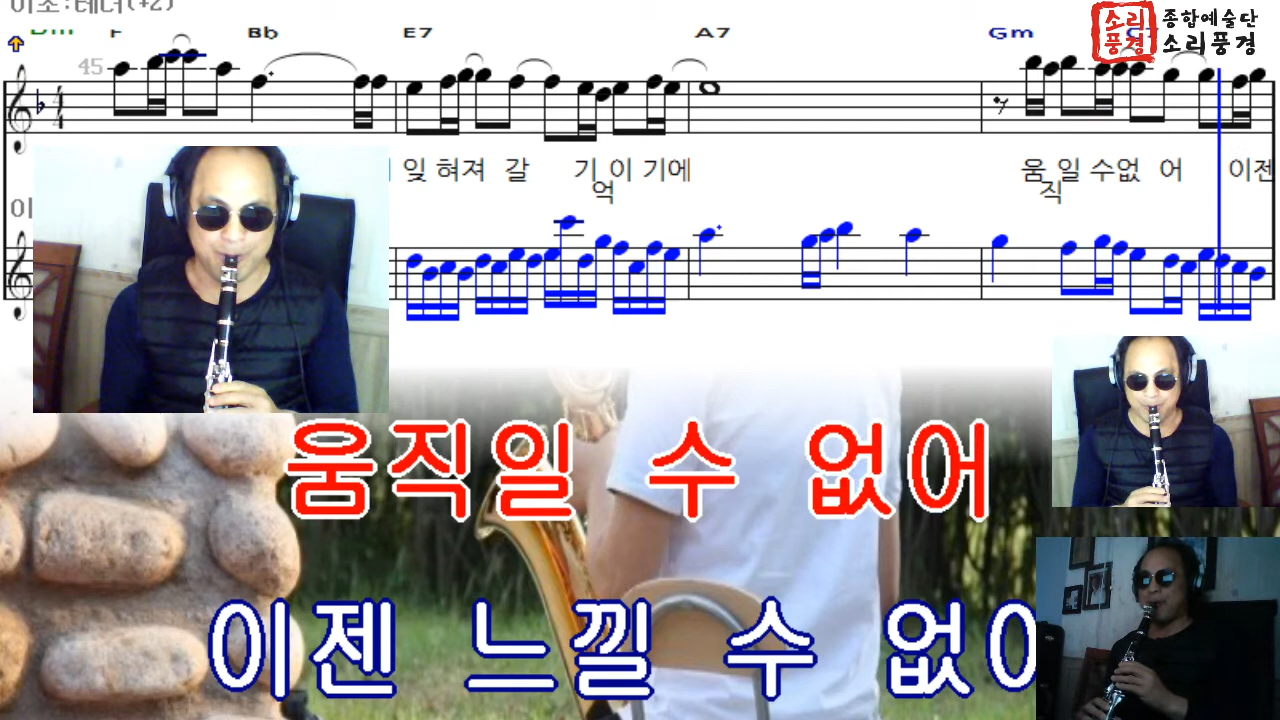 이조:테너(+2)
F Bb E7 A7 Gm
종합예술단
소리풍경
소리
풍경
45
잊 혀져 갈 기 이 기에 움 일 수없 어 이젠
억 직
움직일 수 없어
이젠 느낄 수 없어